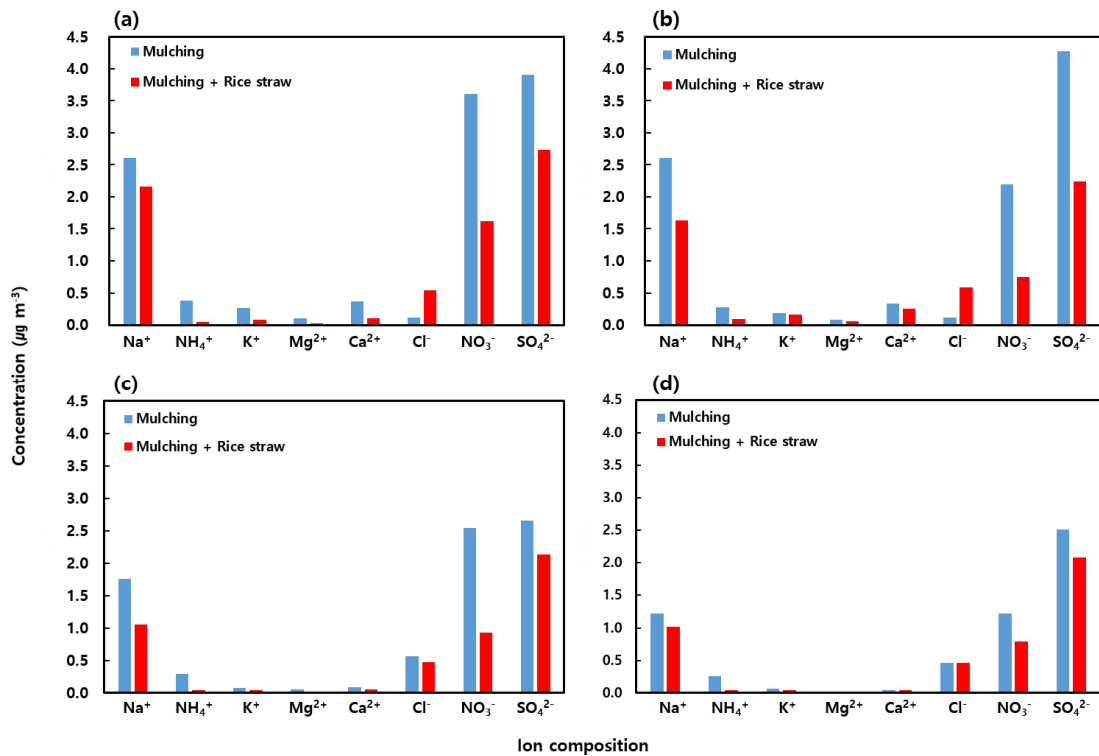 (a)
4.5
4.0
3.5
3.0
2.5
2.0
1.5
1.0
0.5
0.0
Mulching
Mulching + Rice straw
Na⁺ NH₄⁺ K⁺ Mg²⁺ Ca²⁺ Cl⁻ NO₃⁻ SO₄²⁻
(b)
4.5
4.0
3.5
3.0
2.5
2.0
1.5
1.0
0.5
0.0
Mulching
Mulching + Rice straw
Na⁺ NH₄⁺ K⁺ Mg²⁺ Ca²⁺ Cl⁻ NO₃⁻ SO₄²⁻
Concentration (μg m⁻³)
(c)
4.5
4.0
3.5
3.0
2.5
2.0
1.5
1.0
0.5
0.0
Mulching
Mulching + Rice straw
Na⁺ NH₄⁺ K⁺ Mg²⁺ Ca²⁺ Cl⁻ NO₃⁻ SO₄²⁻
(d)
4.5
4.0
3.5
3.0
2.5
2.0
1.5
1.0
0.5
0.0
Mulching
Mulching + Rice straw
Na⁺ NH₄⁺ K⁺ Mg²⁺ Ca²⁺ Cl⁻ NO₃⁻ SO₄²⁻
Ion composition